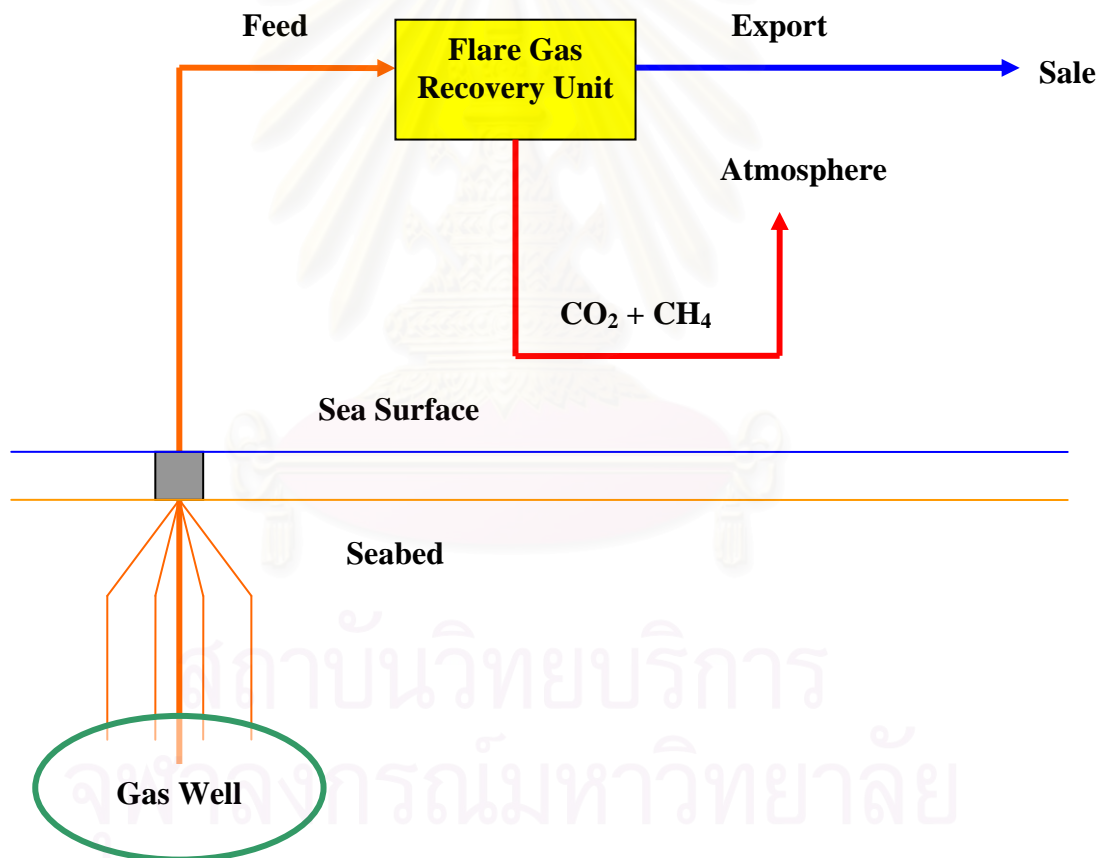 Feed
Export
Flare Gas
Recovery Unit
Sale
Atmosphere
CO₂ + CH₄
Sea Surface
Seabed
สถาบันวิทยบริการ
Gas Well
จุฬาลงกรณ์มหาวิทยาลัย